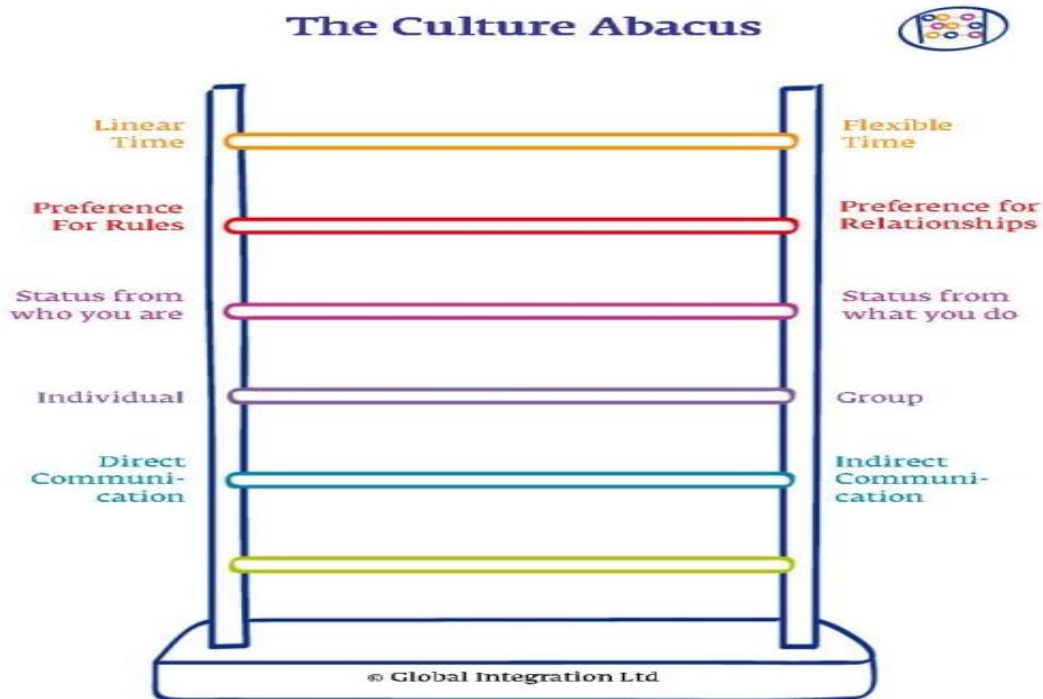 The Culture Abacus
Linear
Time
Flexible
Time
Preference
For Rules
Preference for
Relationships
Status from
who you are
Status from
what you do
Individual
Group
Direct
Communi-
cation
Indirect
Communi-
cation
© Global Integration Ltd